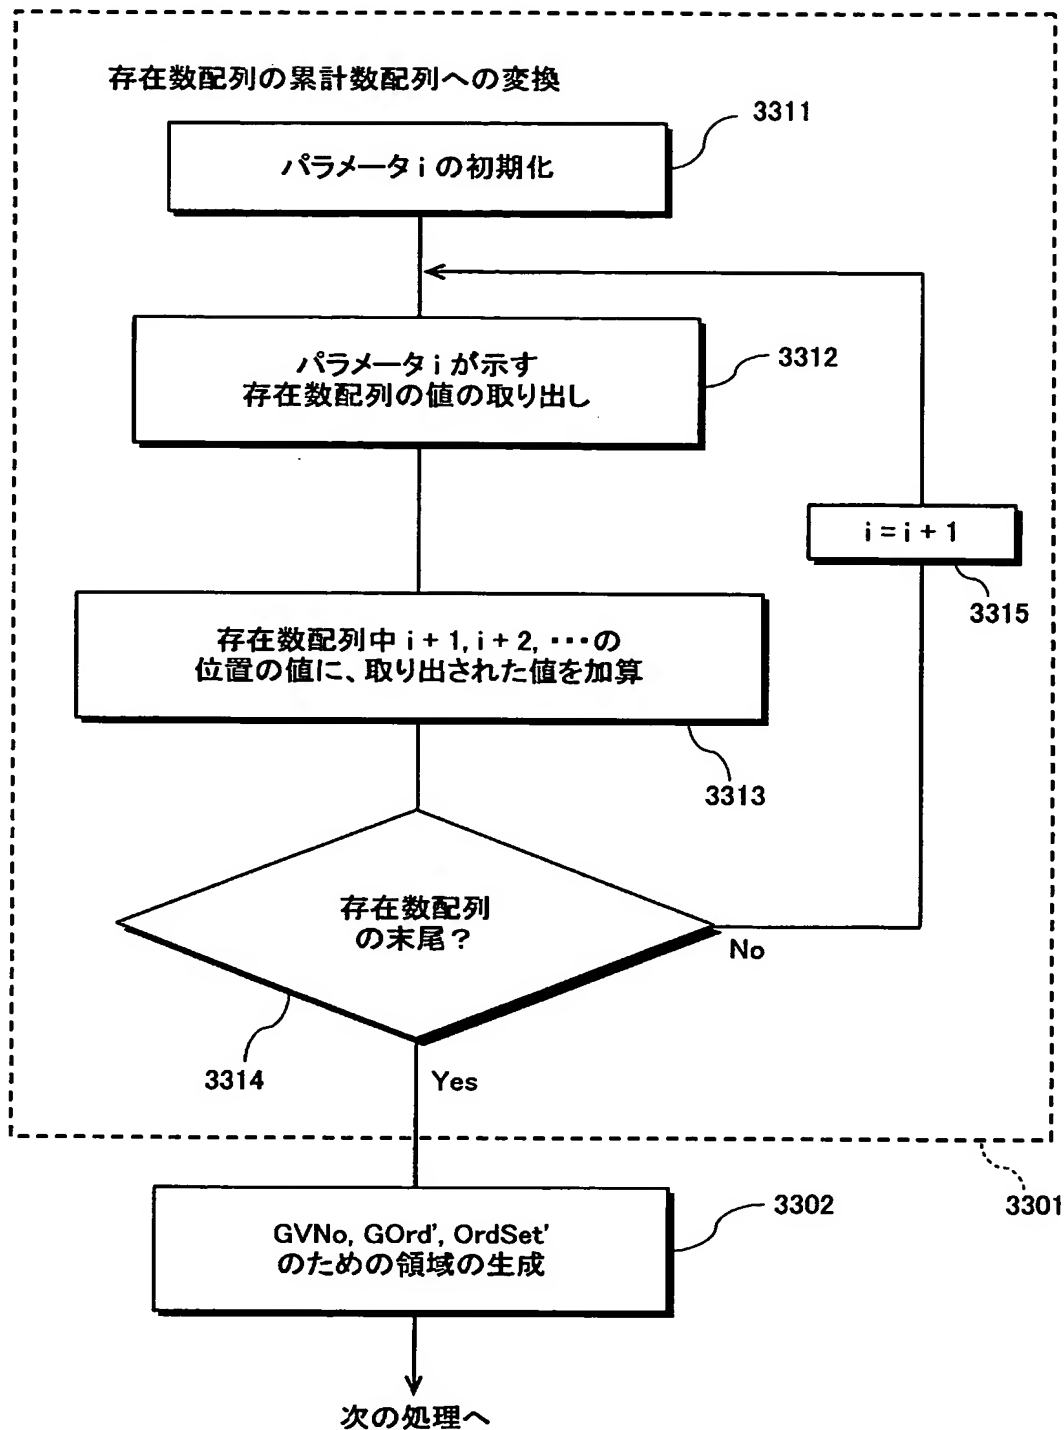 存在数配列の累計数配列への変換
3311
パラメータ i の初期化
パラメータ i が示す
存在数配列の値の取り出し
3312
i = i + 1
3315
存在数配列中 i + 1, i + 2, ・・・の
位置の値に、取り出された値を加算
3313
存在数配列
の末尾？
No
3314
Yes
3301
3302
GVNo, GOrd', OrdSet'
のための領域の生成
次の処理へ